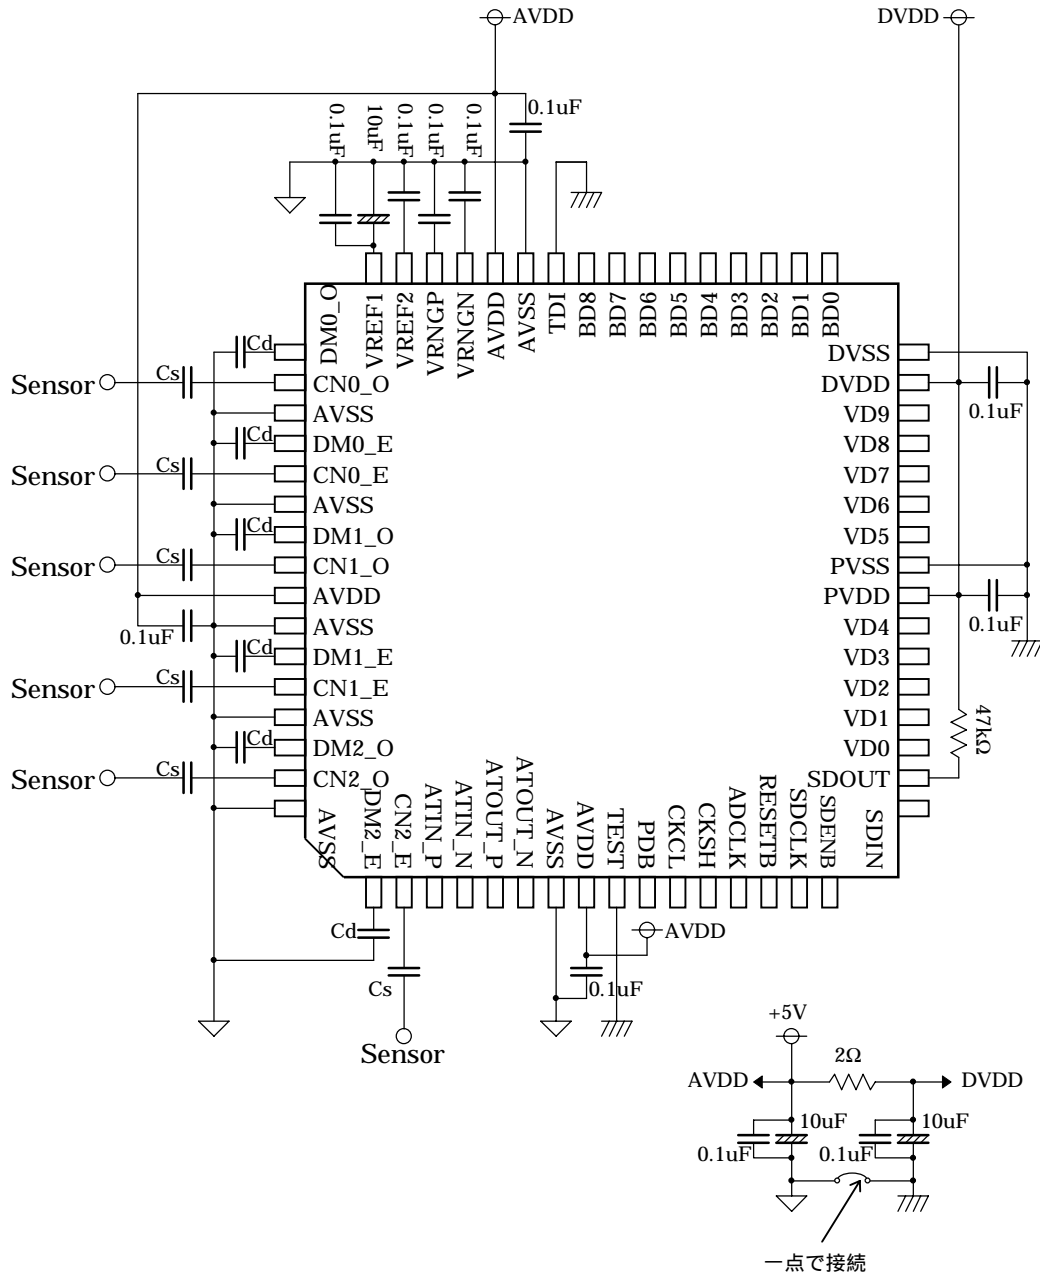 AVDD
DVDD
0.1uF
10uF
0.1uF
0.1uF
0.1uF
0.1uF
DM0_O
VREF1
VREF2
VRNGP
VRNGN
AVDD
AVSS
TDI
BD8
BD7
BD6
BD5
BD4
BD3
BD2
BD1
BD0
Cd
Sensor
Cs
CN0_O
AVSS
Cd
DM0_E
Sensor
Cs
CN0_E
AVSS
Cd
DM1_O
Sensor
Cs
CN1_O
AVDD
0.1uF
AVSS
Cd
DM1_E
Sensor
Cs
CN1_E
AVSS
Cd
DM2_O
Sensor
Cs
CN2_O
DVSS
DVDD
0.1uF
VD9
VD8
VD7
VD6
VD5
PVSS
PVDD
0.1uF
VD4
VD3
VD2
VD1
VD0
47kΩ
SDOUT
AVSS
DM2_E
CN2_E
ATIN_P
ATIN_N
ATOUT_P
ATOUT_N
AVSS
AVDD
TEST
PDB
CKCL
CKSH
ADCLK
RESETB
SDCLK
SDENB
SDIN
Cd
Cs
Sensor
AVDD
0.1uF
+5V
2Ω
AVDD
DVDD
10uF
0.1uF
10uF
0.1uF
一点で接続